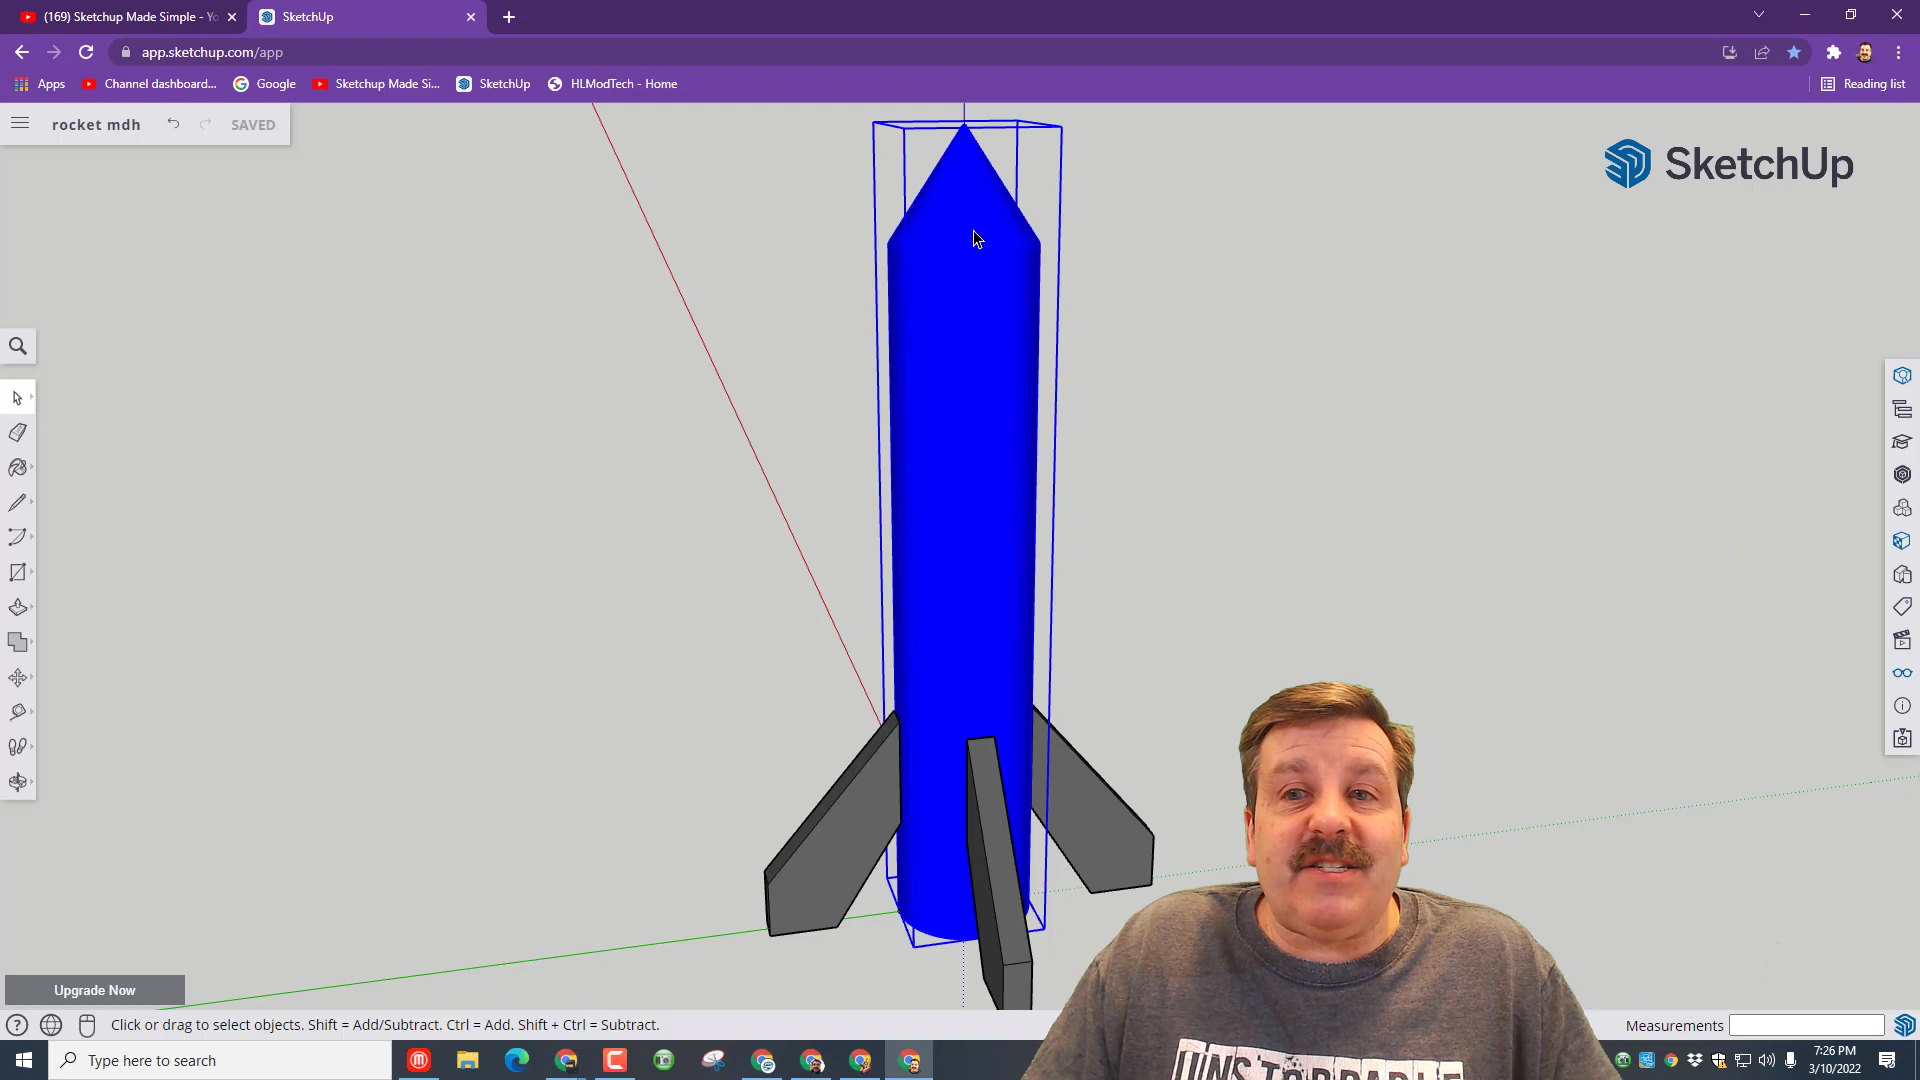 (169) Sketchup Made Simple - Yo
SketchUp
app.sketchup.com/app
Apps
Channel dashboard...
Google
Sketchup Made Si...
SketchUp
HLModTech - Home
Reading list
rocket mdh
SAVED
SketchUp
Upgrade Now
Click or drag to select objects. Shift = Add/Subtract. Ctrl = Add. Shift + Ctrl = Subtract.
Measurements
UNSTOPPABLE
Type here to search
7:26 PM
3/10/2022